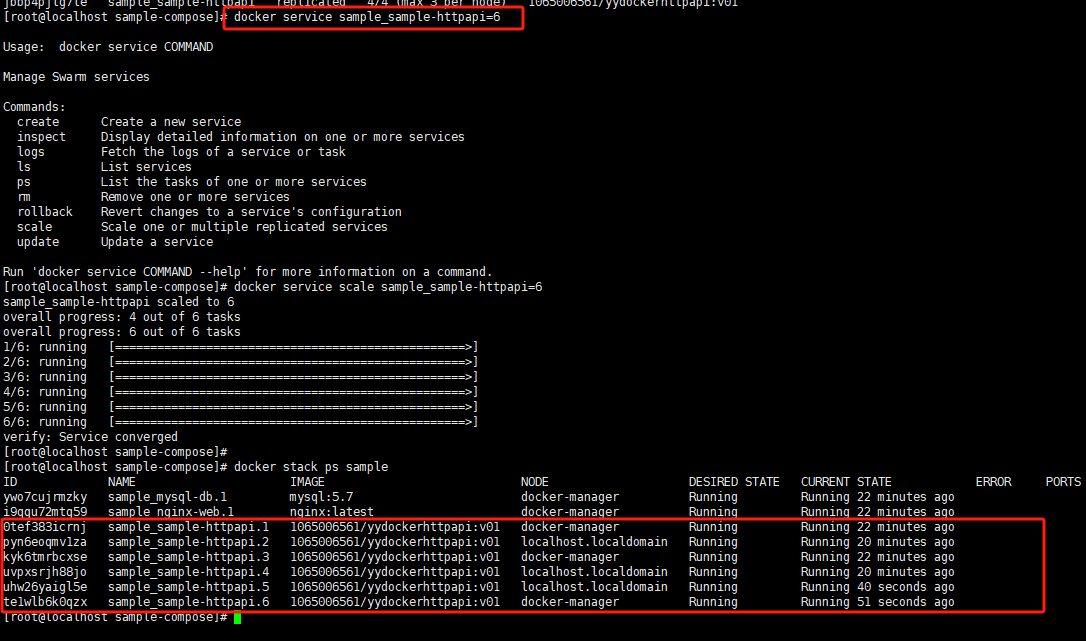 jpbp4pjlg7le   sample_sample-httpapi   replicated   4/4 (max 3 per node)   1065006561/yydockerhttpapi:v01
[root@localhost sample-compose]# docker service sample_sample-httpapi=6
Usage:  docker service COMMAND
Manage Swarm services
Commands:
  create      Create a new service
  inspect     Display detailed information on one or more services
  logs        Fetch the logs of a service or task
  ls          List services
  ps          List the tasks of one or more services
  rm          Remove one or more services
  rollback    Revert changes to a service's configuration
  scale       Scale one or multiple replicated services
  update      Update a service
Run 'docker service COMMAND --help' for more information on a command.
[root@localhost sample-compose]# docker service scale sample_sample-httpapi=6
sample_sample-httpapi scaled to 6
overall progress: 4 out of 6 tasks
overall progress: 6 out of 6 tasks
1/6: running   [==================================================>]
2/6: running   [==================================================>]
3/6: running   [==================================================>]
4/6: running   [==================================================>]
5/6: running   [==================================================>]
6/6: running   [==================================================>]
verify: Service converged
[root@localhost sample-compose]#
[root@localhost sample-compose]# docker stack ps sample
ID             NAME                      IMAGE                            NODE                    DESIRED STATE   CURRENT STATE            ERROR     PORTS
ywo7cujrmzky   sample_mysql-db.1         mysql:5.7                        docker-manager          Running         Running 22 minutes ago
i9qqu72mtg59   sample_nginx-web.1        nginx:latest                     docker-manager          Running         Running 22 minutes ago
0tef383icrnj   sample_sample-httpapi.1   1065006561/yydockerhttpapi:v01   docker-manager          Running         Running 22 minutes ago
pyn6eoqmv1za   sample_sample-httpapi.2   1065006561/yydockerhttpapi:v01   localhost.localdomain   Running         Running 20 minutes ago
kyk6tmrbcxse   sample_sample-httpapi.3   1065006561/yydockerhttpapi:v01   docker-manager          Running         Running 22 minutes ago
uvpxsrjh88jo   sample_sample-httpapi.4   1065006561/yydockerhttpapi:v01   localhost.localdomain   Running         Running 20 minutes ago
uhw26yaigl5e   sample_sample-httpapi.5   1065006561/yydockerhttpapi:v01   localhost.localdomain   Running         Running 40 seconds ago
te1wlb6k0qzx   sample_sample-httpapi.6   1065006561/yydockerhttpapi:v01   docker-manager          Running         Running 51 seconds ago
[root@localhost sample-compose]#